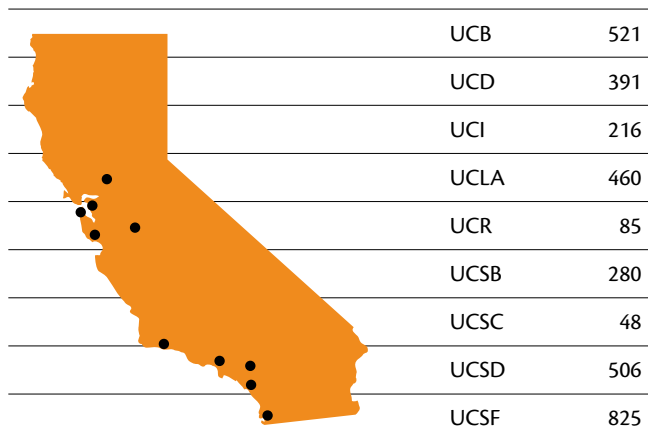 UCB 521
UCD 391
UCI 216
UCLA 460
UCR 85
UCSB 280
UCSC 48
UCSD 506
UCSF 825